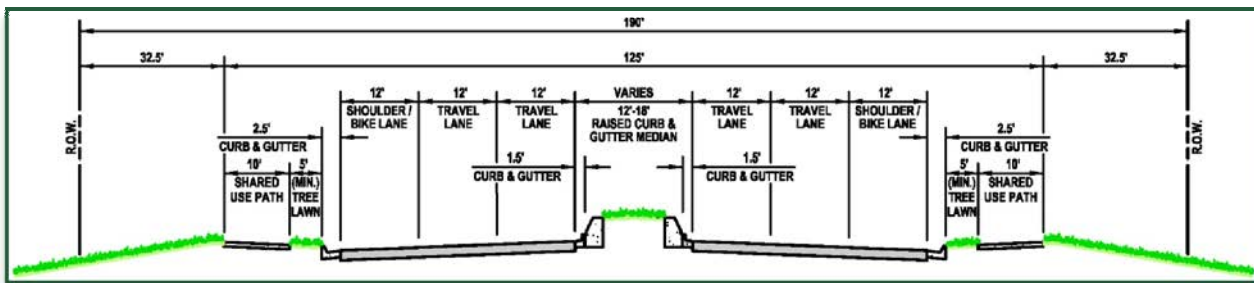 190'
32.5'
125'
32.5'
12'
SHOULDER /
BIKE LANE
12'
TRAVEL
LANE
12'
TRAVEL
LANE
VARIES
12'-18'
RAISED CURB &
GUTTER MEDIAN
12'
TRAVEL
LANE
12'
TRAVEL
LANE
12'
SHOULDER /
BIKE LANE
R.O.W.
2.5'
CURB & GUTTER
10'
SHARED
USE PATH
5'
(MIN.)
TREE
LAWN
1.5'
CURB & GUTTER
1.5'
CURB & GUTTER
2.5'
CURB & GUTTER
5'
(MIN.)
TREE
LAWN
10'
SHARED
USE PATH
R.O.W.